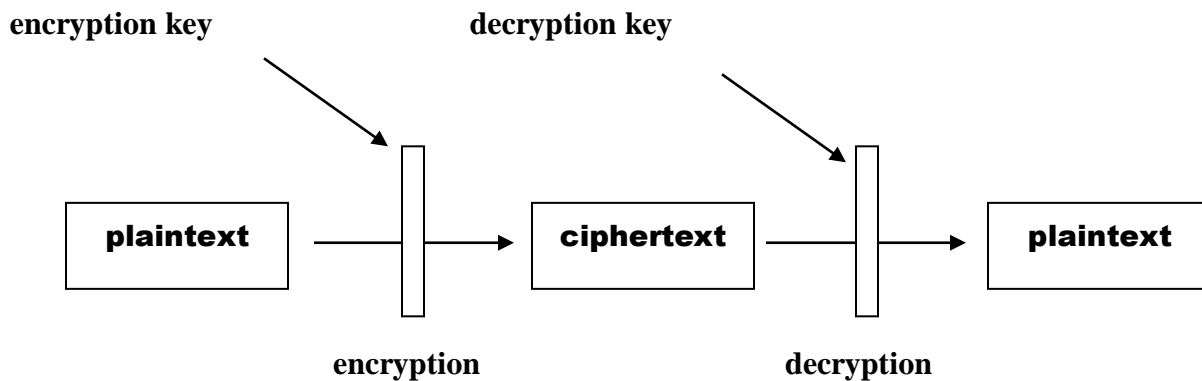 encryption key
decryption key
plaintext
ciphertext
plaintext
encryption
decryption